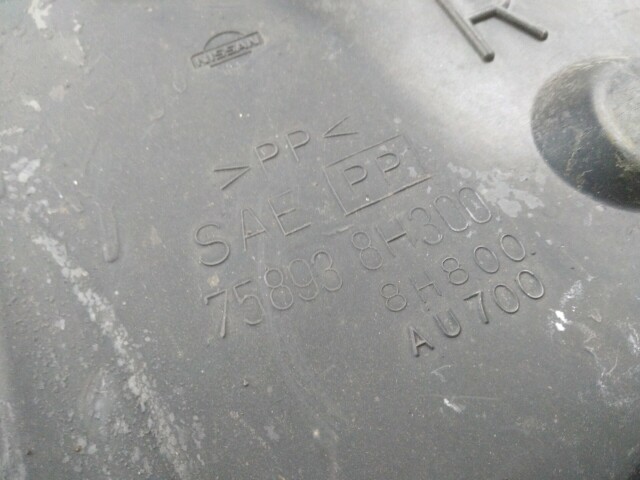 NISSAN
R
>PP<
SAE PP
75893 8H300
8H800
AU700